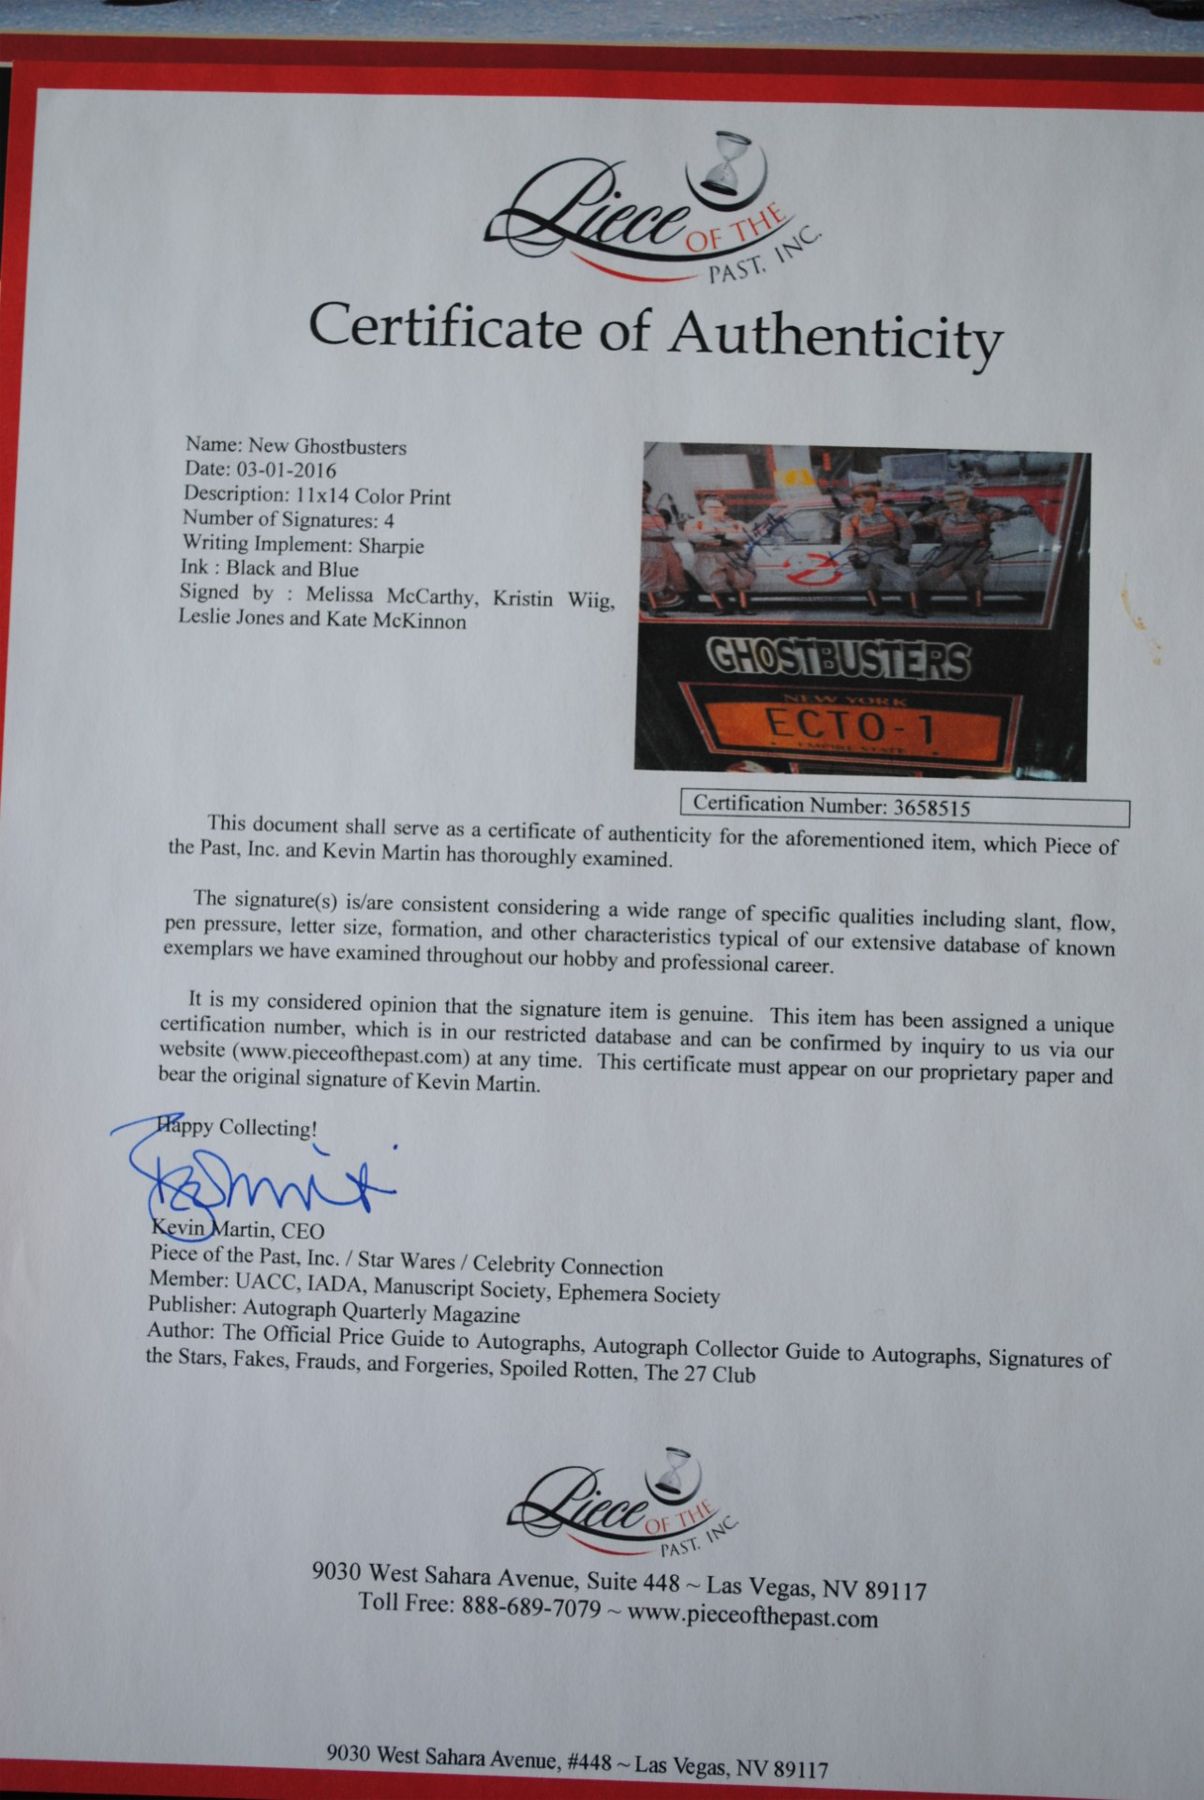 Piece
OF THE
PAST, INC.
Certificate of Authenticity
Name: New Ghostbusters
Date: 03-01-2016
Description: 11x14 Color Print
Number of Signatures: 4
Writing Implement: Sharpie
Ink : Black and Blue
Signed by : Melissa McCarthy, Kristin Wiig,
Leslie Jones and Kate McKinnon
GHOSTBUSTERS
NEW YORK
ECTO-1
EMPIRE STATE
Certification Number: 3658515
This document shall serve as a certificate of authenticity for the aforementioned item, which Piece of
the Past, Inc. and Kevin Martin has thoroughly examined.
The signature(s) is/are consistent considering a wide range of specific qualities including slant, flow,
pen pressure, letter size, formation, and other characteristics typical of our extensive database of known
exemplars we have examined throughout our hobby and professional career.
It is my considered opinion that the signature item is genuine. This item has been assigned a unique
certification number, which is in our restricted database and can be confirmed by inquiry to us via our
website (www.pieceofthepast.com) at any time. This certificate must appear on our proprietary paper and
bear the original signature of Kevin Martin.
Happy Collecting!
Kevin Martin, CEO
Piece of the Past, Inc. / Star Wares / Celebrity Connection
Member: UACC, IADA, Manuscript Society, Ephemera Society
Publisher: Autograph Quarterly Magazine
Author: The Official Price Guide to Autographs, Autograph Collector Guide to Autographs, Signatures of
the Stars, Fakes, Frauds, and Forgeries, Spoiled Rotten, The 27 Club
Piece
OF THE
PAST, INC.
9030 West Sahara Avenue, Suite 448 ~ Las Vegas, NV 89117
Toll Free: 888-689-7079 ~ www.pieceofthepast.com
9030 West Sahara Avenue, #448 ~ Las Vegas, NV 89117